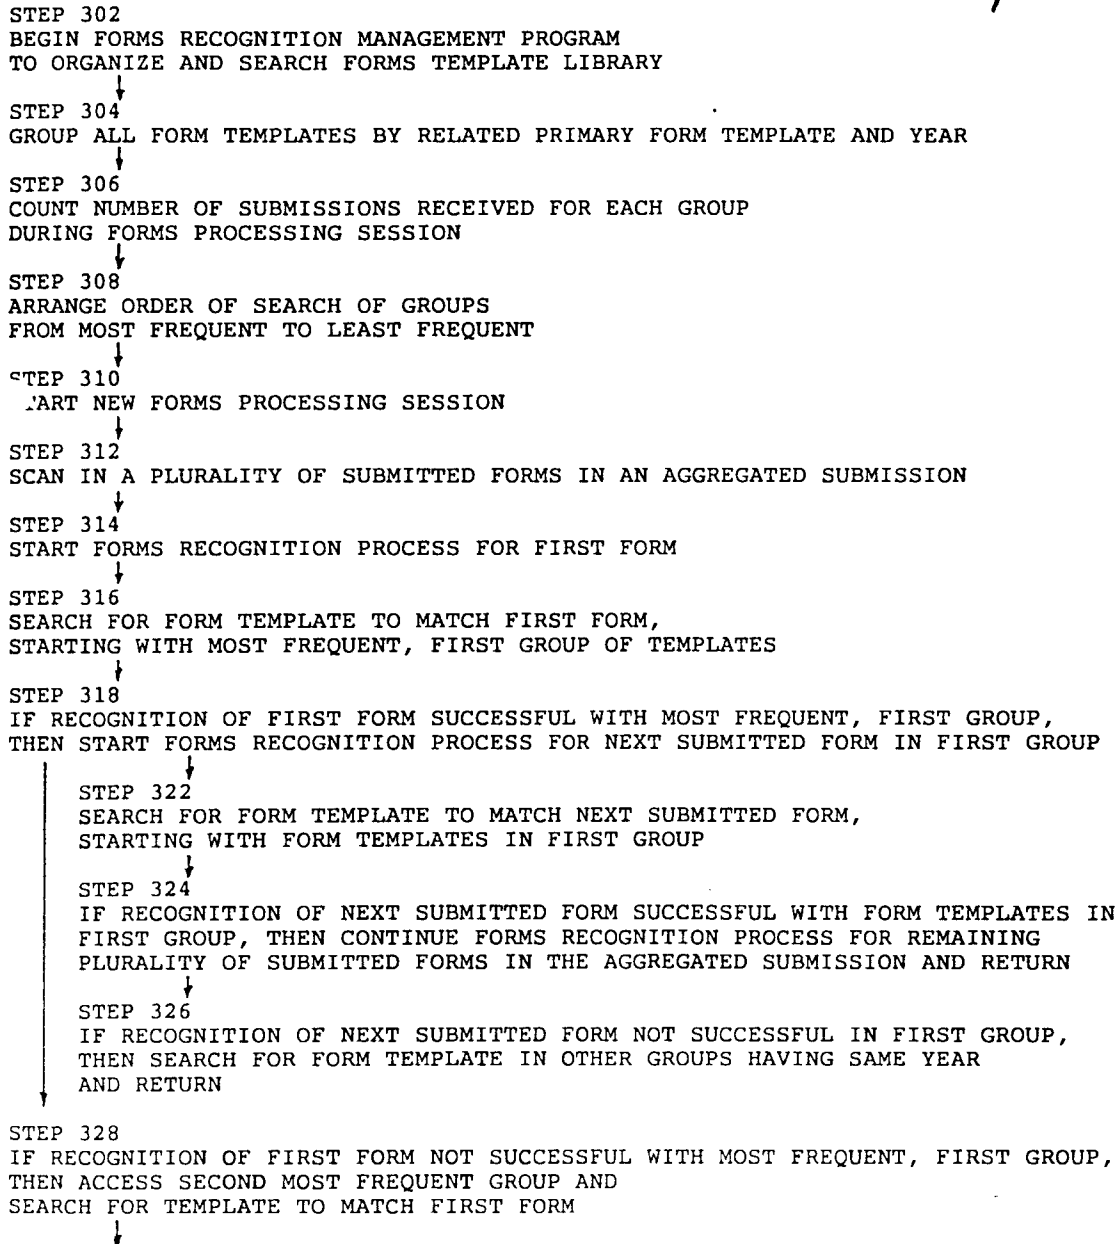 STEP 302
BEGIN FORMS RECOGNITION MANAGEMENT PROGRAM
TO ORGANIZE AND SEARCH FORMS TEMPLATE LIBRARY
STEP 304
GROUP ALL FORM TEMPLATES BY RELATED PRIMARY FORM TEMPLATE AND YEAR
STEP 306
COUNT NUMBER OF SUBMISSIONS RECEIVED FOR EACH GROUP
DURING FORMS PROCESSING SESSION
STEP 308
ARRANGE ORDER OF SEARCH OF GROUPS
FROM MOST FREQUENT TO LEAST FREQUENT
STEP 310
START NEW FORMS PROCESSING SESSION
STEP 312
SCAN IN A PLURALITY OF SUBMITTED FORMS IN AN AGGREGATED SUBMISSION
STEP 314
START FORMS RECOGNITION PROCESS FOR FIRST FORM
STEP 316
SEARCH FOR FORM TEMPLATE TO MATCH FIRST FORM,
STARTING WITH MOST FREQUENT, FIRST GROUP OF TEMPLATES
STEP 318
IF RECOGNITION OF FIRST FORM SUCCESSFUL WITH MOST FREQUENT, FIRST GROUP,
THEN START FORMS RECOGNITION PROCESS FOR NEXT SUBMITTED FORM IN FIRST GROUP
STEP 322
SEARCH FOR FORM TEMPLATE TO MATCH NEXT SUBMITTED FORM,
STARTING WITH FORM TEMPLATES IN FIRST GROUP
STEP 324
IF RECOGNITION OF NEXT SUBMITTED FORM SUCCESSFUL WITH FORM TEMPLATES IN
FIRST GROUP, THEN CONTINUE FORMS RECOGNITION PROCESS FOR REMAINING
PLURALITY OF SUBMITTED FORMS IN THE AGGREGATED SUBMISSION AND RETURN
STEP 326
IF RECOGNITION OF NEXT SUBMITTED FORM NOT SUCCESSFUL IN FIRST GROUP,
THEN SEARCH FOR FORM TEMPLATE IN OTHER GROUPS HAVING SAME YEAR
AND RETURN
STEP 328
IF RECOGNITION OF FIRST FORM NOT SUCCESSFUL WITH MOST FREQUENT, FIRST GROUP,
THEN ACCESS SECOND MOST FREQUENT GROUP AND
SEARCH FOR TEMPLATE TO MATCH FIRST FORM